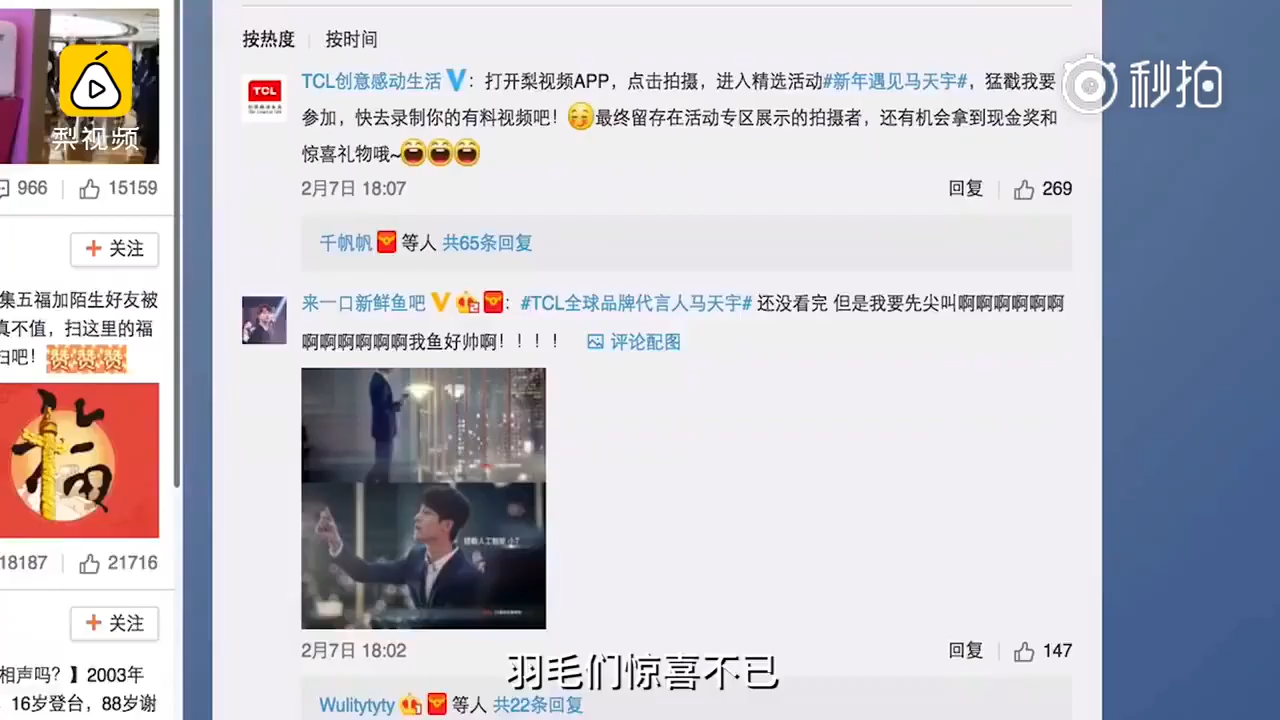 梨视频
966 15159
+ 关注
集五福加陌生好友被
真不值，扫这里的福
扫吧！赞赞赞
福
18187 21716
+ 关注
相声吗？】2003年
16岁登台，88岁谢
按热度 按时间
TCL
TCL创意感动生活V：打开梨视频APP，点击拍摄，进入精选活动#新年遇见马天宇#，猛戳我要
参加，快去录制你的有料视频吧！最终留存在活动专区展示的拍摄者，还有机会拿到现金奖和
惊喜礼物哦~
2月7日 18:07 回复 269
千帆帆 等人 共65条回复
来一口新鲜鱼吧V：#TCL全球品牌代言人马天宇# 还没看完 但是我要先尖叫啊啊啊啊啊啊
啊啊啊啊啊啊我鱼好帅啊！！！！ 评论配图
2月7日 18:02 回复 147
Wulitytyty 等人 共22条回复
羽毛们惊喜不已
秒拍